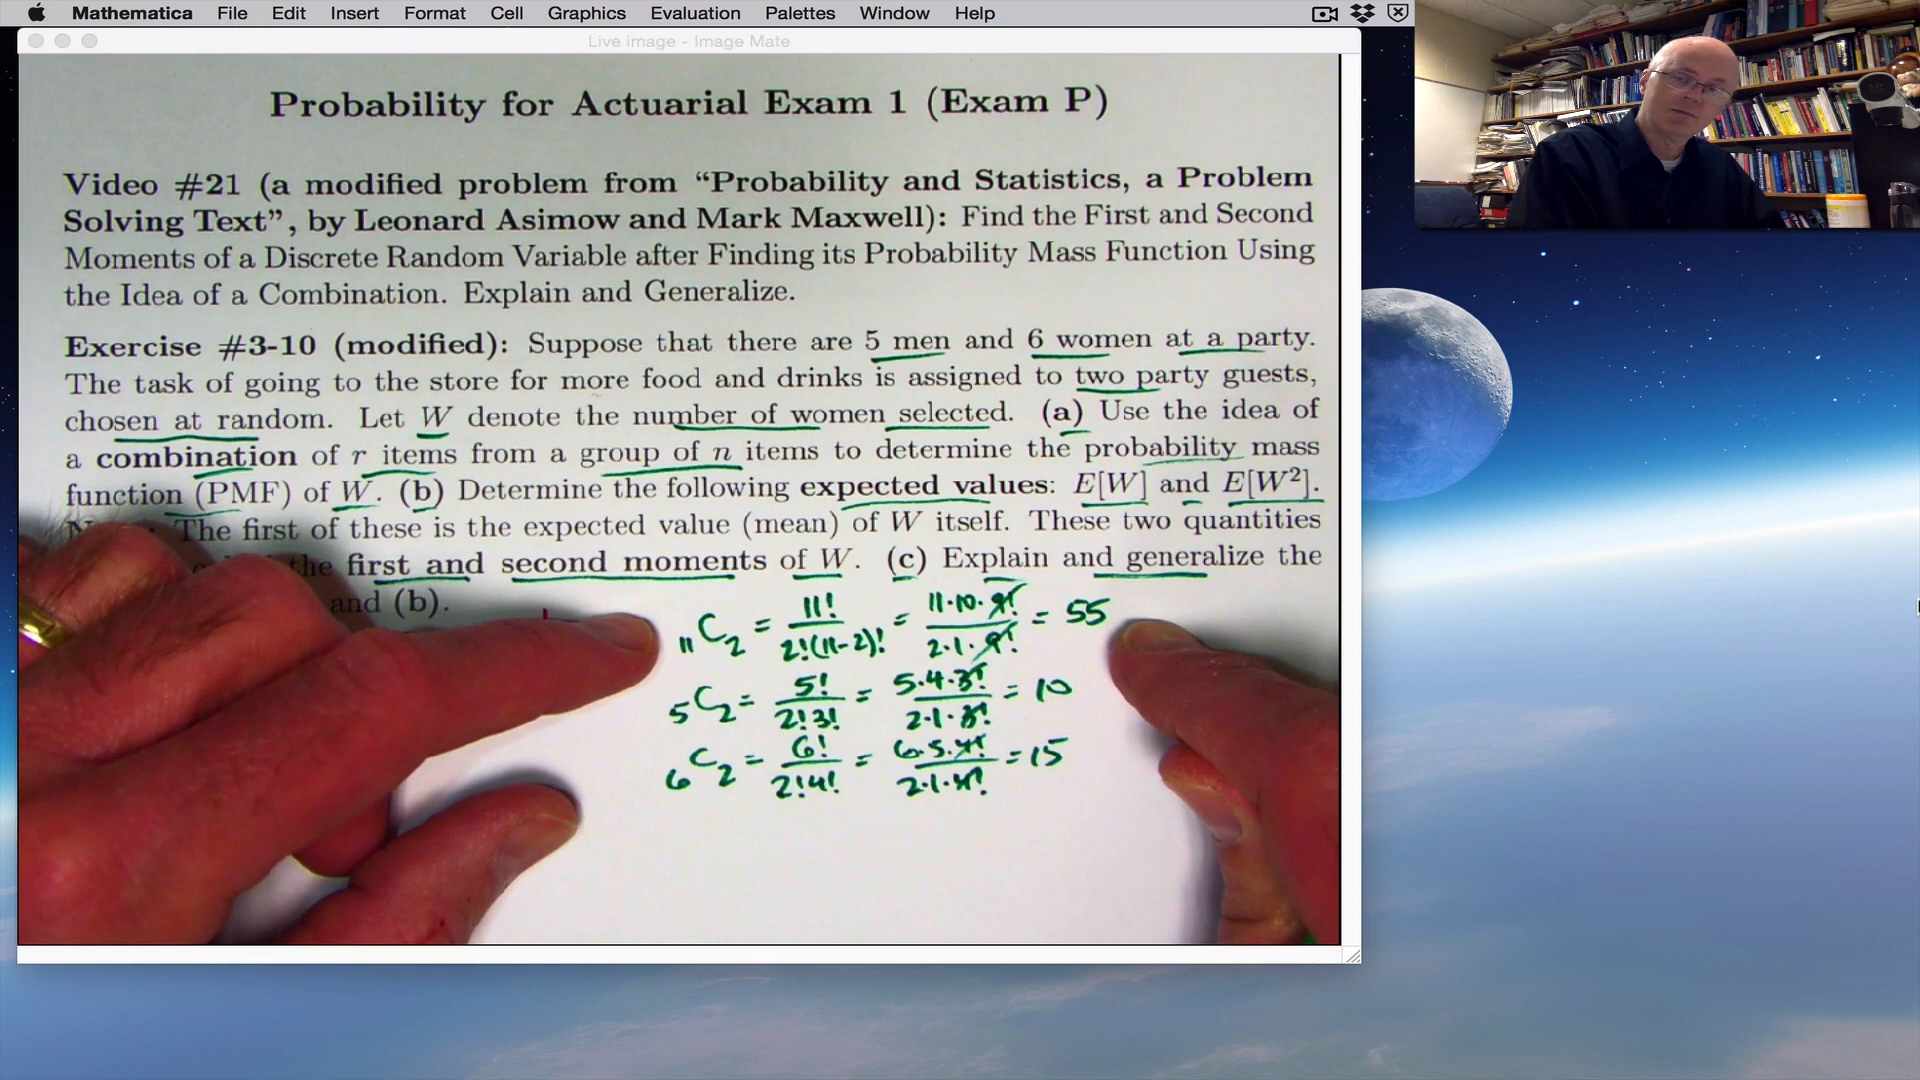 Mathematica File Edit Insert Format Cell Graphics Evaluation Palettes Window Help
Live image - Image Mate
Probability for Actuarial Exam 1 (Exam P)
Video #21 (a modified problem from “Probability and Statistics, a Problem
Solving Text”, by Leonard Asimow and Mark Maxwell): Find the First and Second
Moments of a Discrete Random Variable after Finding its Probability Mass Function Using
the Idea of a Combination. Explain and Generalize.
Exercise #3-10 (modified): Suppose that there are 5 men and 6 women at a party.
The task of going to the store for more food and drinks is assigned to two party guests,
chosen at random. Let W denote the number of women selected. (a) Use the idea of
a combination of r items from a group of n items to determine the probability mass
function (PMF) of W. (b) Determine the following expected values: E[W] and E[W²].
The first of these is the expected value (mean) of W itself. These two quantities
the first and second moments of W. (c) Explain and generalize the
and (b).
₁₁C₂ = 11!/2!(11-2)! = 11·10·9!/2·1·9! = 55
₅C₂ = 5!/2!3! = 5·4·3!/2·1·3! = 10
₆C₂ = 6!/2!4! = 6·5·4!/2·1·4! = 15